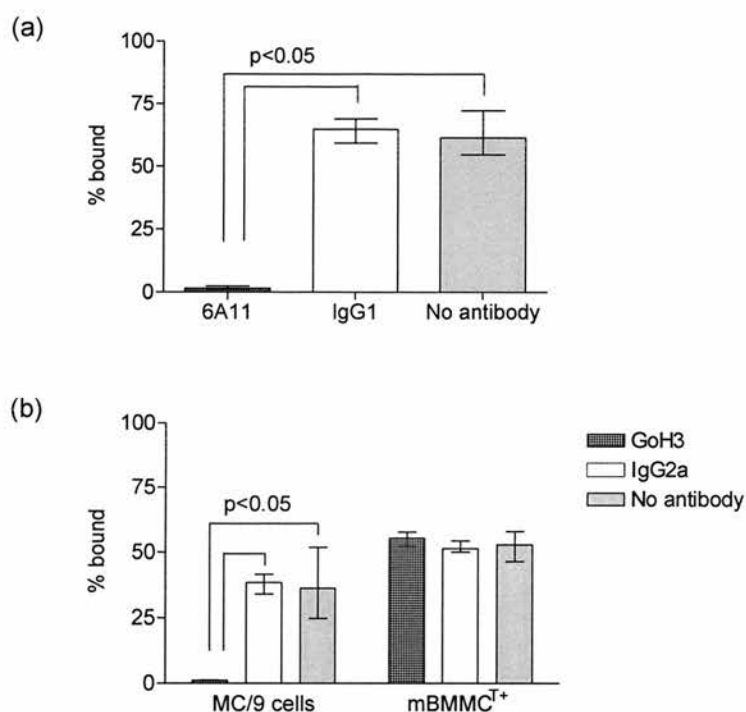 (a)
100
75
50
25
0
% bound
p<0.05
6A11 IgG1 No antibody
(b)
100
75
50
25
0
% bound
p<0.05
MC/9 cells mBMMC^T+
GoH3
IgG2a
No antibody